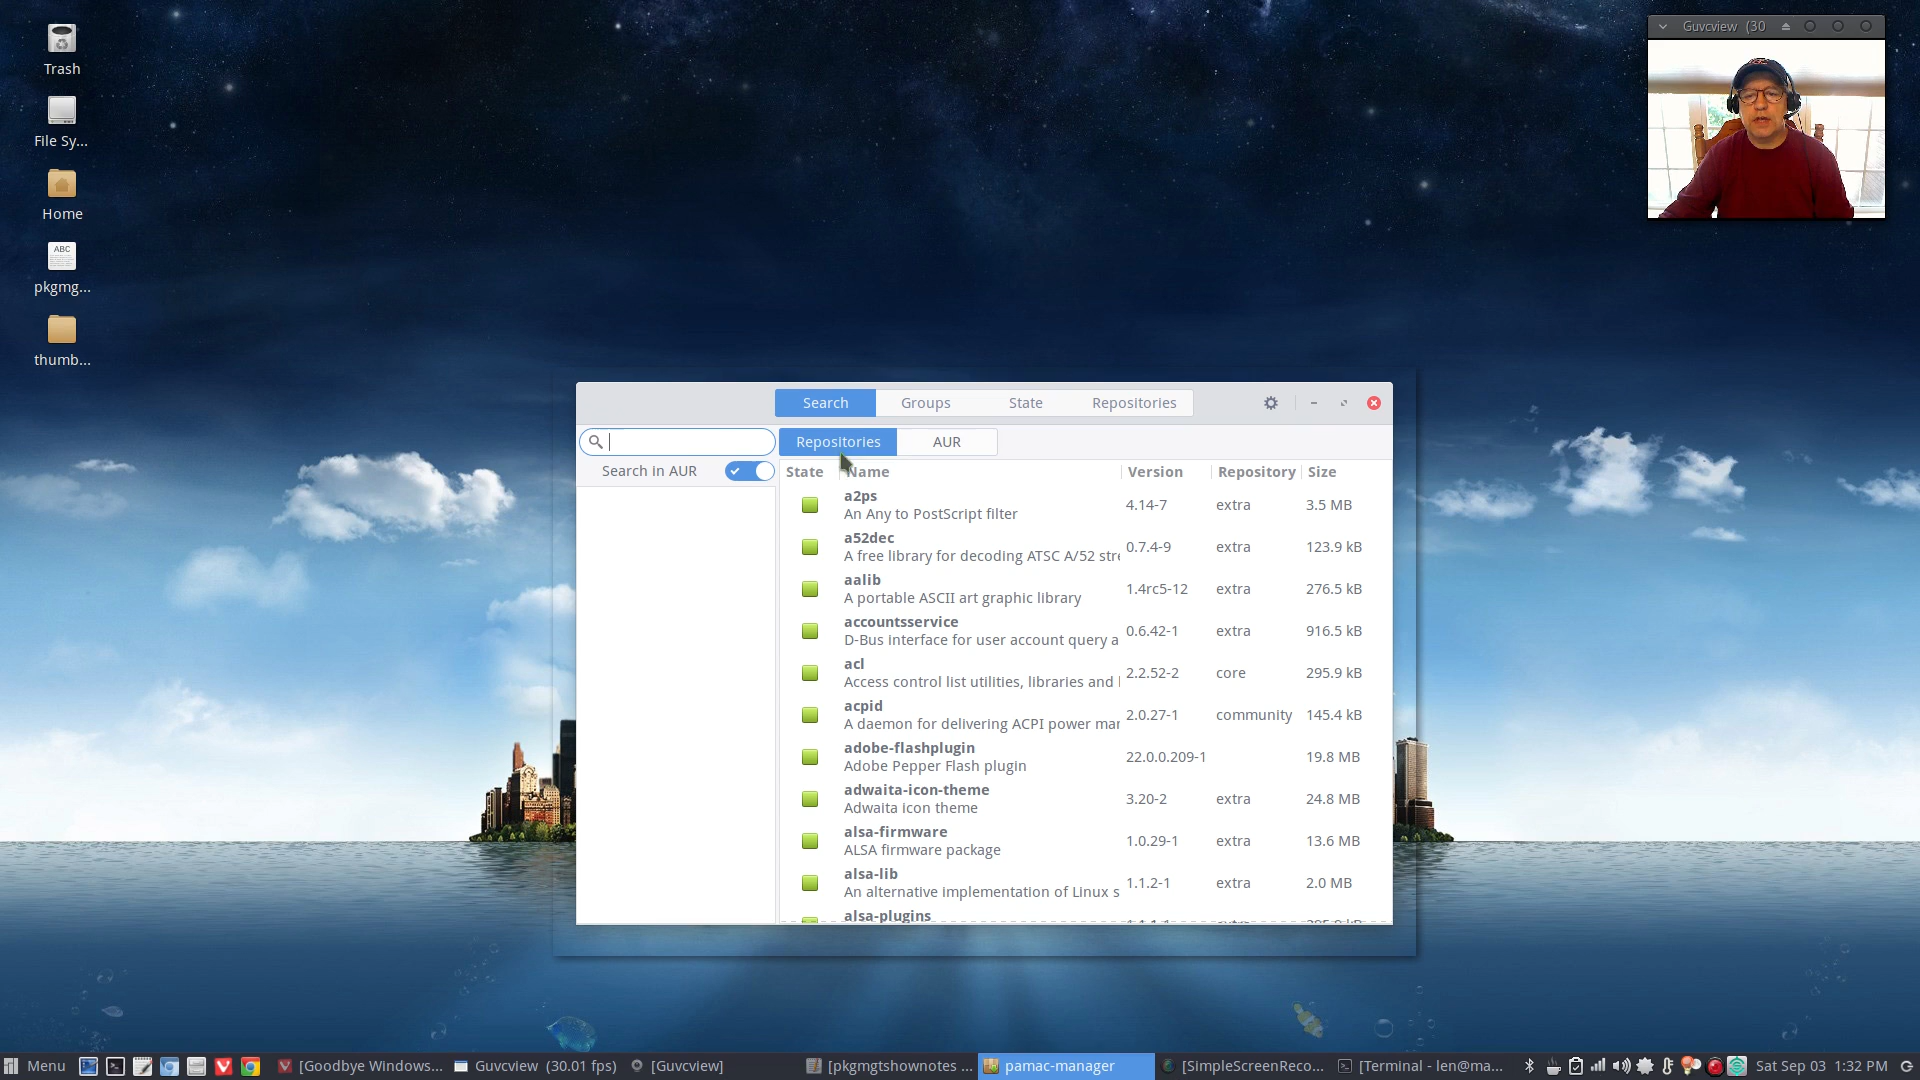 Trash
File Sy...
Home
ABC
pkgmg...
thumb...
Guvcview (30
Search
Groups
State
Repositories
Repositories
AUR
Search in AUR
State
Name
Version
Repository
Size
a2ps
An Any to PostScript filter
4.14-7
extra
3.5 MB
a52dec
A free library for decoding ATSC A/52 stre
0.7.4-9
extra
123.9 kB
aalib
A portable ASCII art graphic library
1.4rc5-12
extra
276.5 kB
accountsservice
D-Bus interface for user account query a
0.6.42-1
extra
916.5 kB
acl
Access control list utilities, libraries and
2.2.52-2
core
295.9 kB
acpid
A daemon for delivering ACPI power mar
2.0.27-1
community
145.4 kB
adobe-flashplugin
Adobe Pepper Flash plugin
22.0.0.209-1
19.8 MB
adwaita-icon-theme
Adwaita icon theme
3.20-2
extra
24.8 MB
alsa-firmware
ALSA firmware package
1.0.29-1
extra
13.6 MB
alsa-lib
An alternative implementation of Linux s
1.1.2-1
extra
2.0 MB
alsa-plugins
Menu
[Goodbye Windows...
Guvcview (30.01 fps)
[Guvcview]
[pkgmgtshownotes ...
pamac-manager
[SimpleScreenReco...
[Terminal - len@ma...
Sat Sep 03 1:32 PM